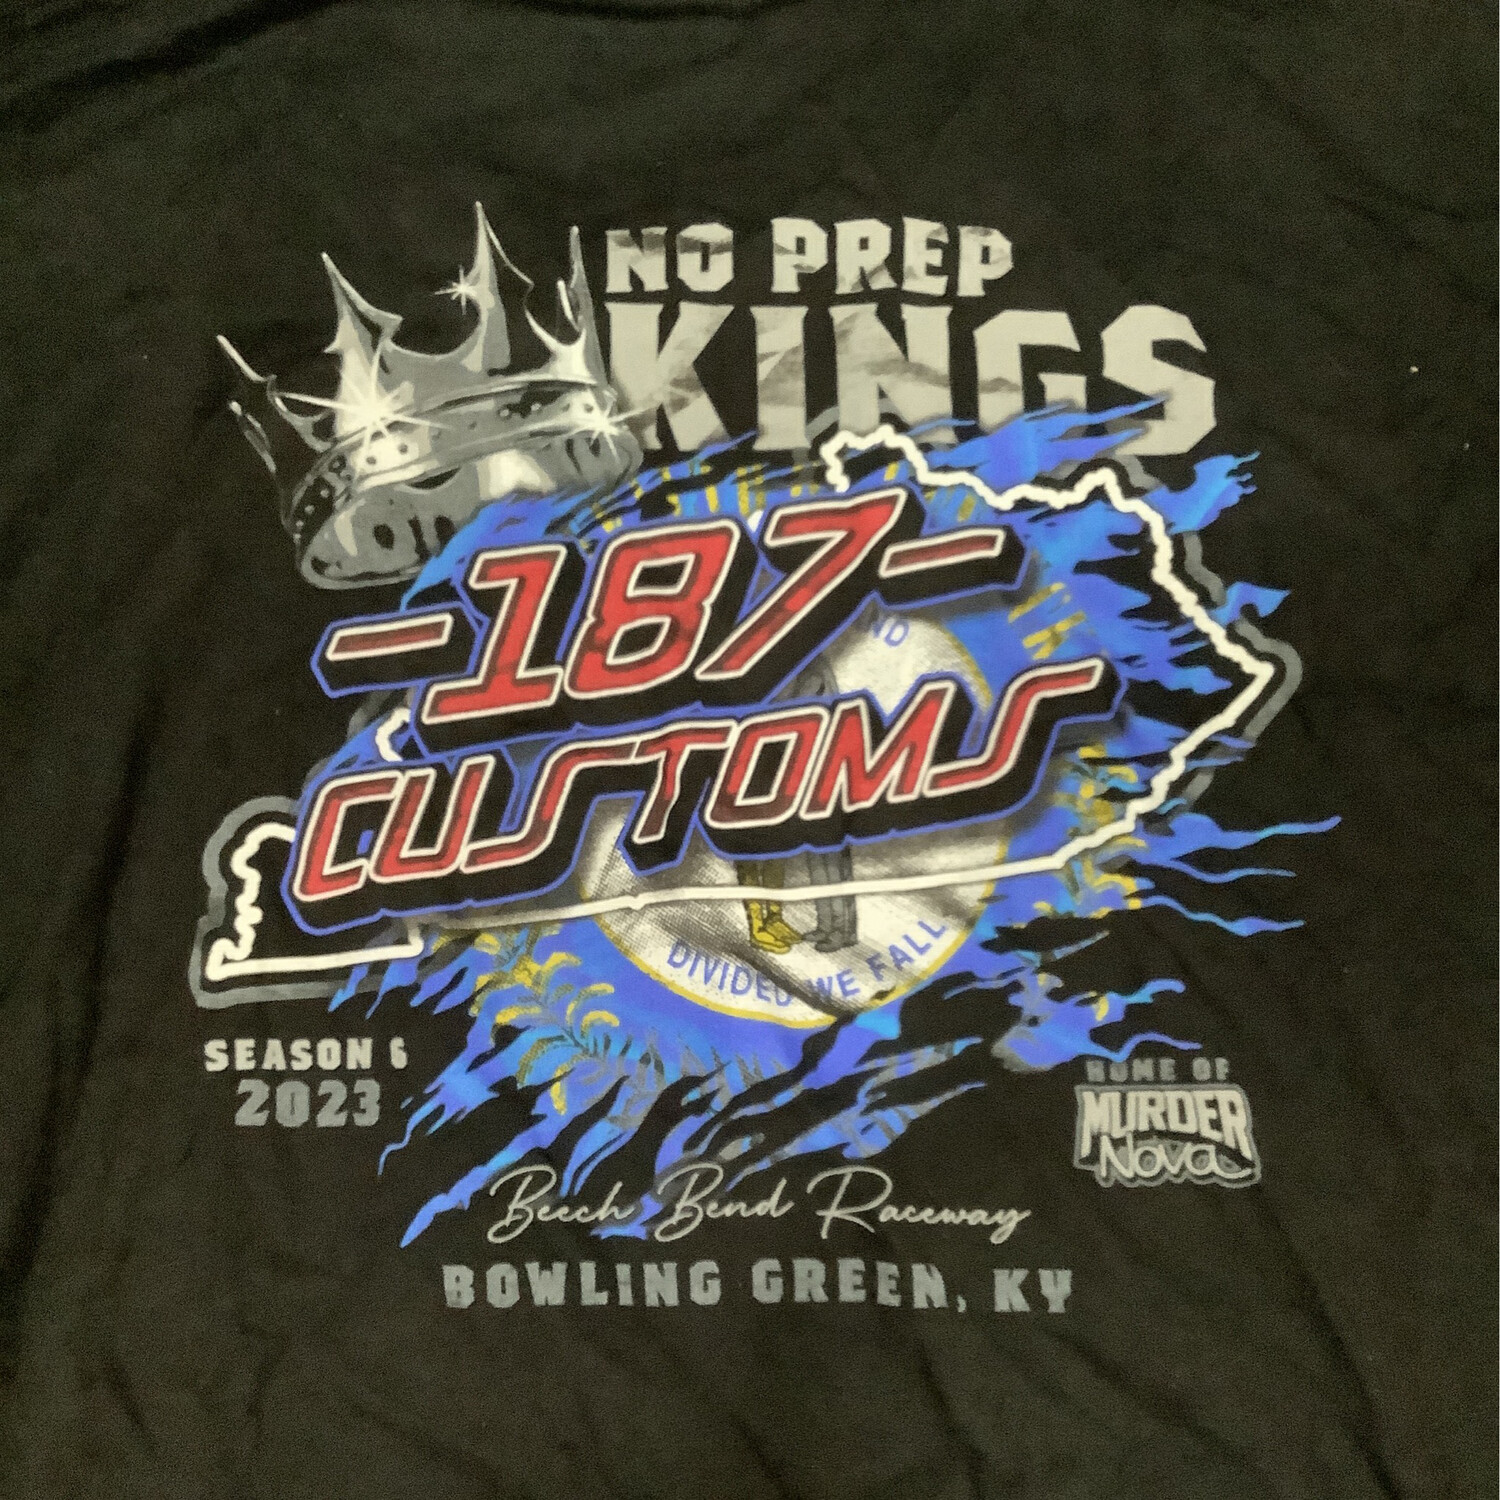 NO PREP
KINGS
-187-
CUSTOMS
ND
DIVIDED WE FALL
SEASON 6
2023
HOME OF
MURDER
Nova
Beech Bend Raceway
BOWLING GREEN, KY